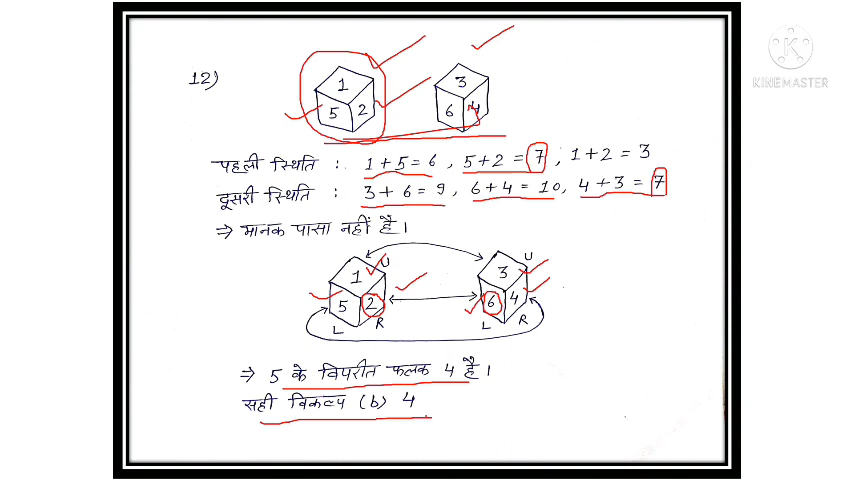 K
KINEMASTER
12)
1 3
5 2 6 4
पहली स्थिति : 1+5=6 , 5+2=7 , 1+2=3
दूसरी स्थिति : 3+6=9 , 6+4=10, 4+3=7
⇒ मानक पासा नहीं है।
U U
1 3
5 2 6 4
L R L R
⇒ 5 के विपरीत फलक 4 है।
सही विकल्प (b) 4